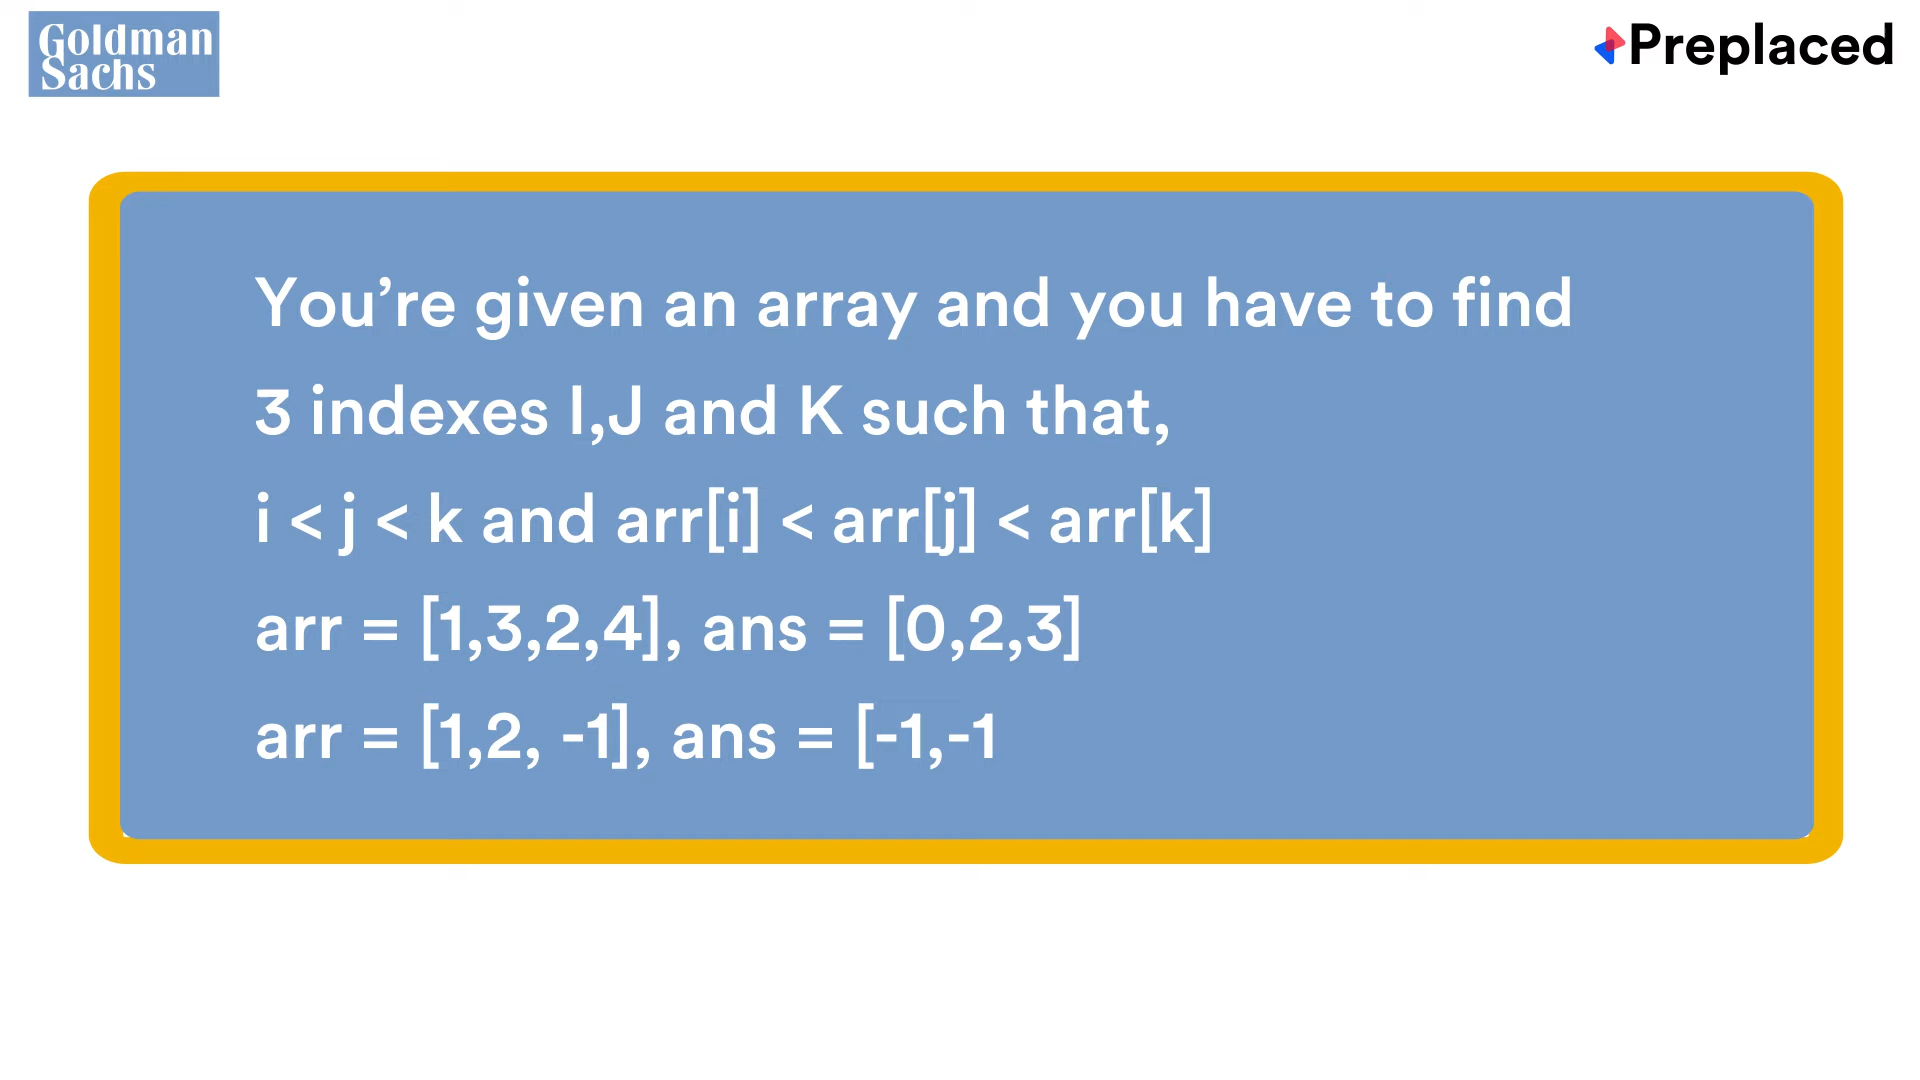 Goldman
Sachs
Preplaced
You’re given an array and you have to find
3 indexes I,J and K such that,
i < j < k and arr[i] < arr[j] < arr[k]
arr = [1,3,2,4], ans = [0,2,3]
arr = [1,2, -1], ans = [-1,-1